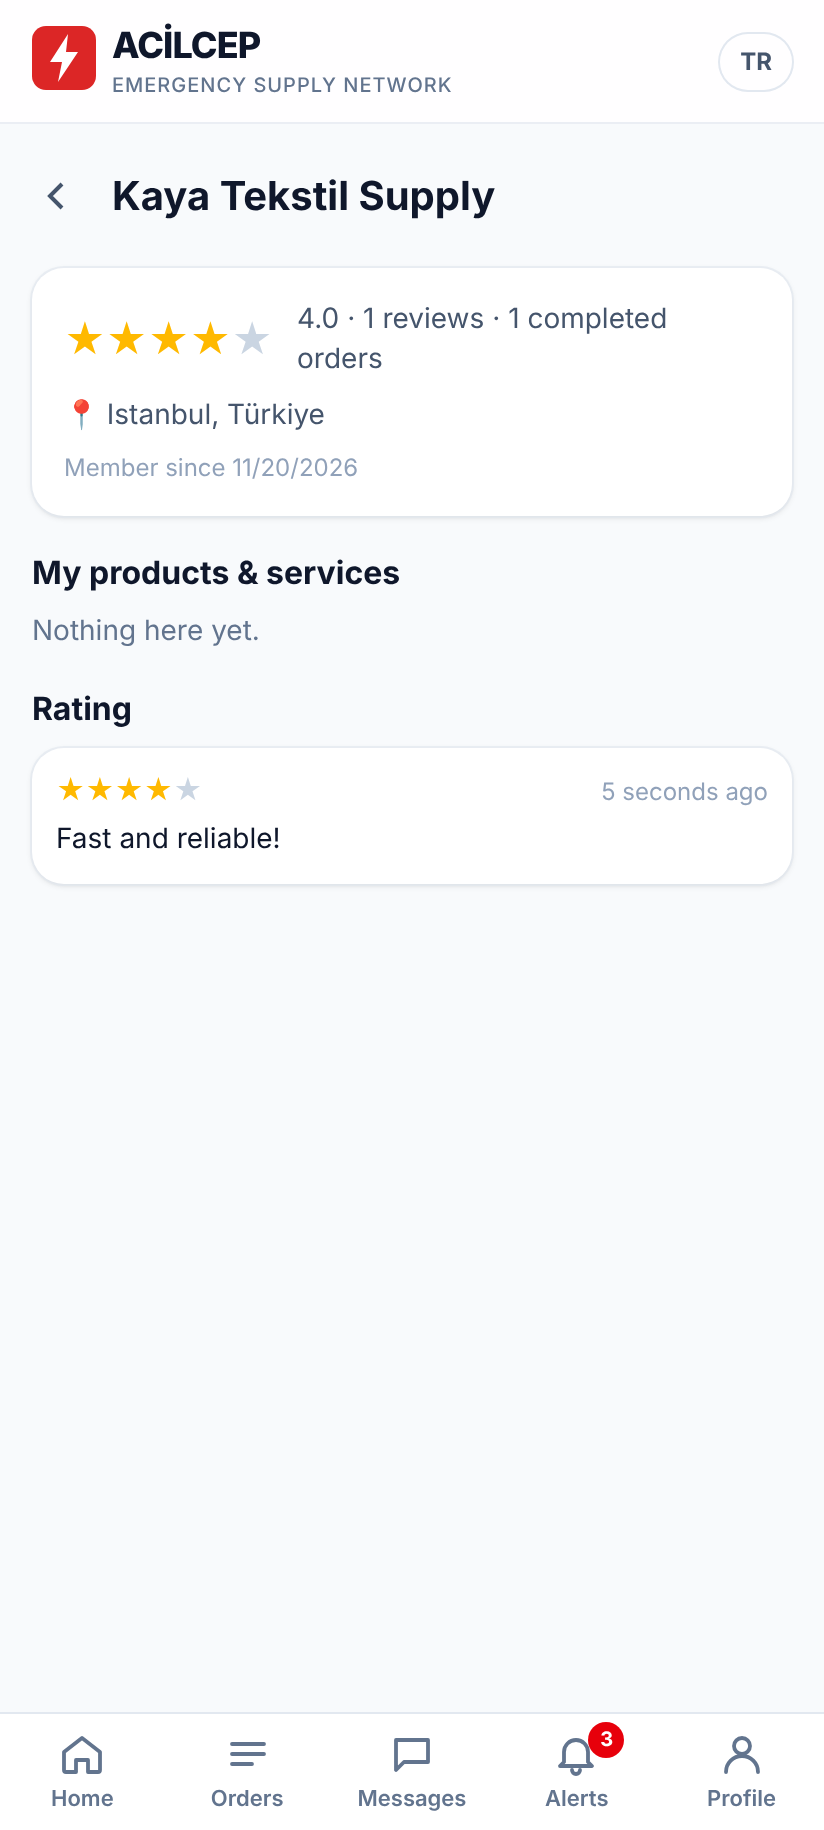 ACİLCEP
EMERGENCY SUPPLY NETWORK
TR
Kaya Tekstil Supply
4.0 · 1 reviews · 1 completed
orders
Istanbul, Türkiye
Member since 11/20/2026
My products & services
Nothing here yet.
Rating
5 seconds ago
Fast and reliable!
3
Home
Orders
Messages
Alerts
Profile